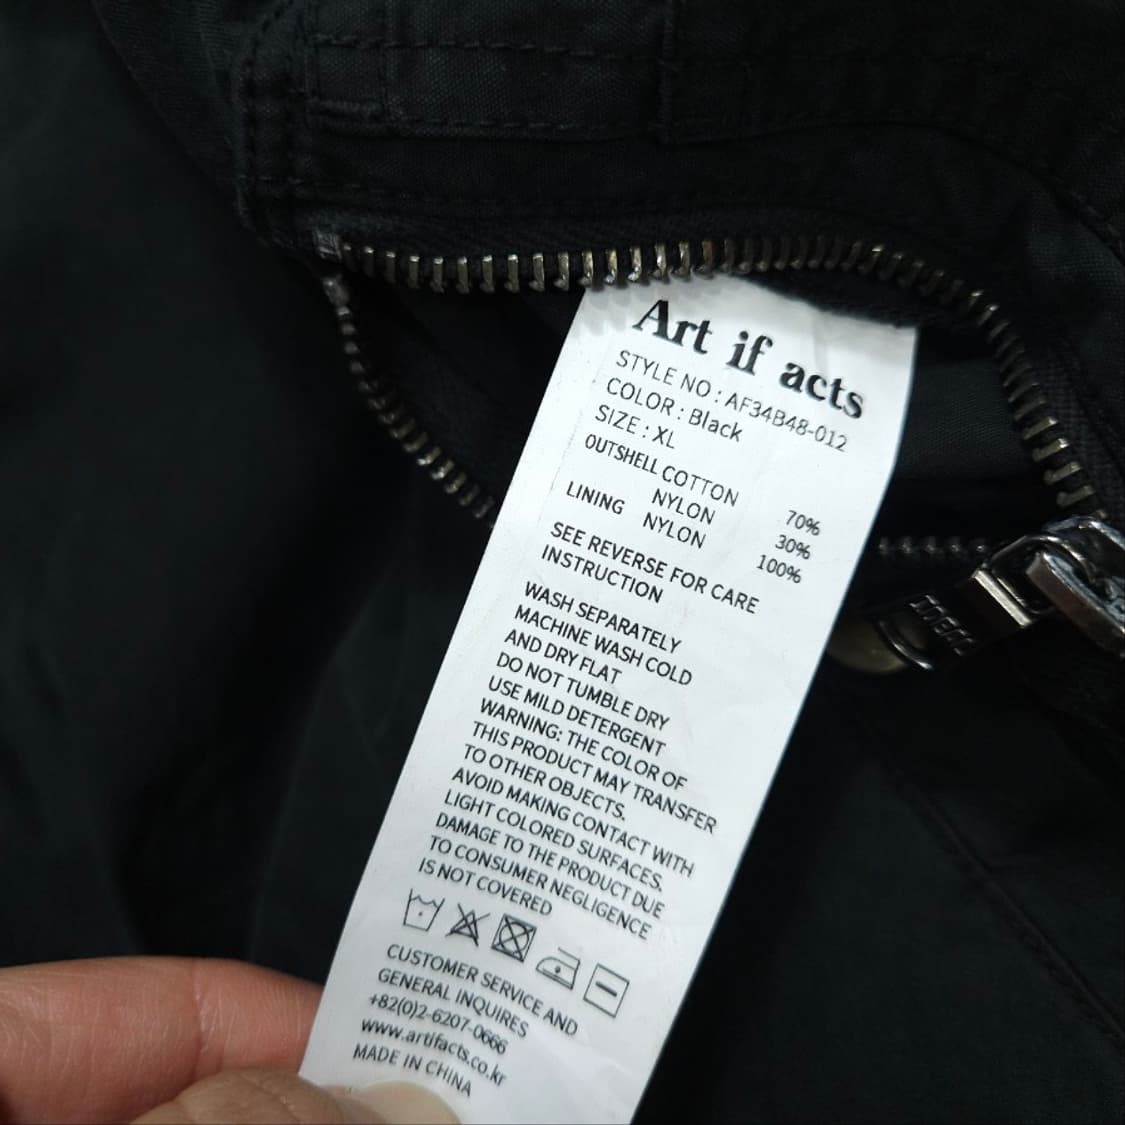 Art if acts
STYLE NO : AF34B48-012
COLOR : Black
SIZE : XL
OUTSHELL COTTON 70%
NYLON 30%
LINING NYLON 100%
SEE REVERSE FOR CARE
INSTRUCTION
WASH SEPARATELY
MACHINE WASH COLD
AND DRY FLAT
DO NOT TUMBLE DRY
USE MILD DETERGENT
WARNING: THE COLOR OF
THIS PRODUCT MAY TRANSFER
TO OTHER OBJECTS.
AVOID MAKING CONTACT WITH
LIGHT COLORED SURFACES.
DAMAGE TO THE PRODUCT DUE
TO CONSUMER NEGLIGENCE
IS NOT COVERED
CUSTOMER SERVICE AND
GENERAL INQUIRES
+82(0)2-6207-0666
www.artifacts.co.kr
MADE IN CHINA